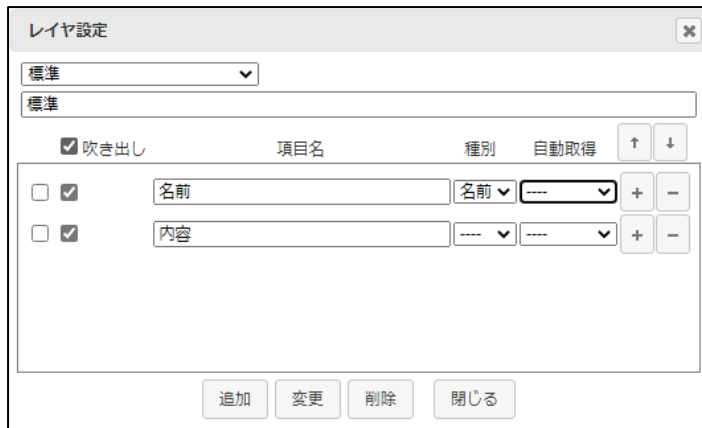 レイヤ設定
標準
標準
吹き出し 項目名 種別 自動取得 ↑ ↓
名前 名前 ---- + −
内容 ---- ---- + −
追加 変更 削除 閉じる